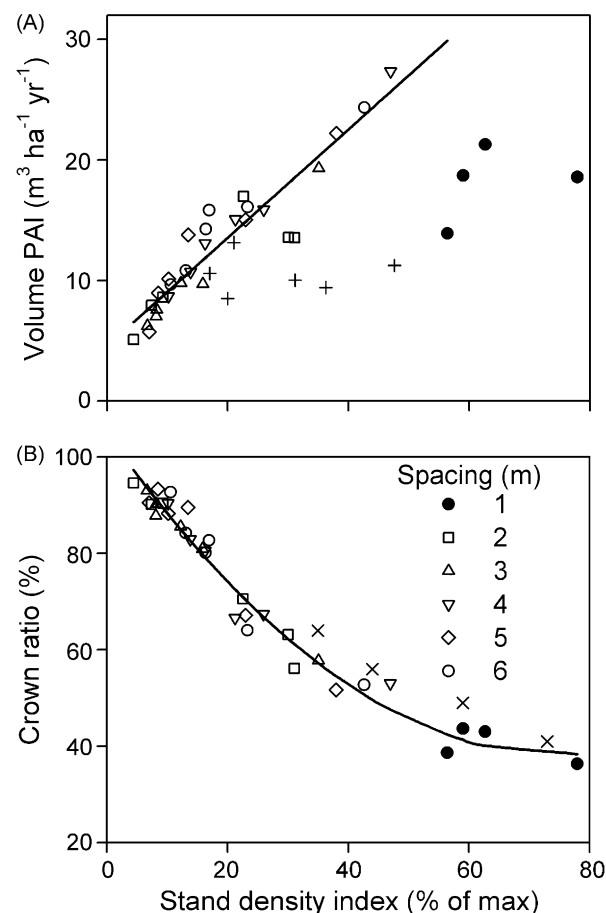 (A)
Volume PAI (m³ ha⁻¹ yr⁻¹)
30
20
10
0
(B)
Crown ratio (%)
100
80
60
40
20
Spacing (m)
1
2
3
4
5
6
0 20 40 60 80
Stand density index (% of max)